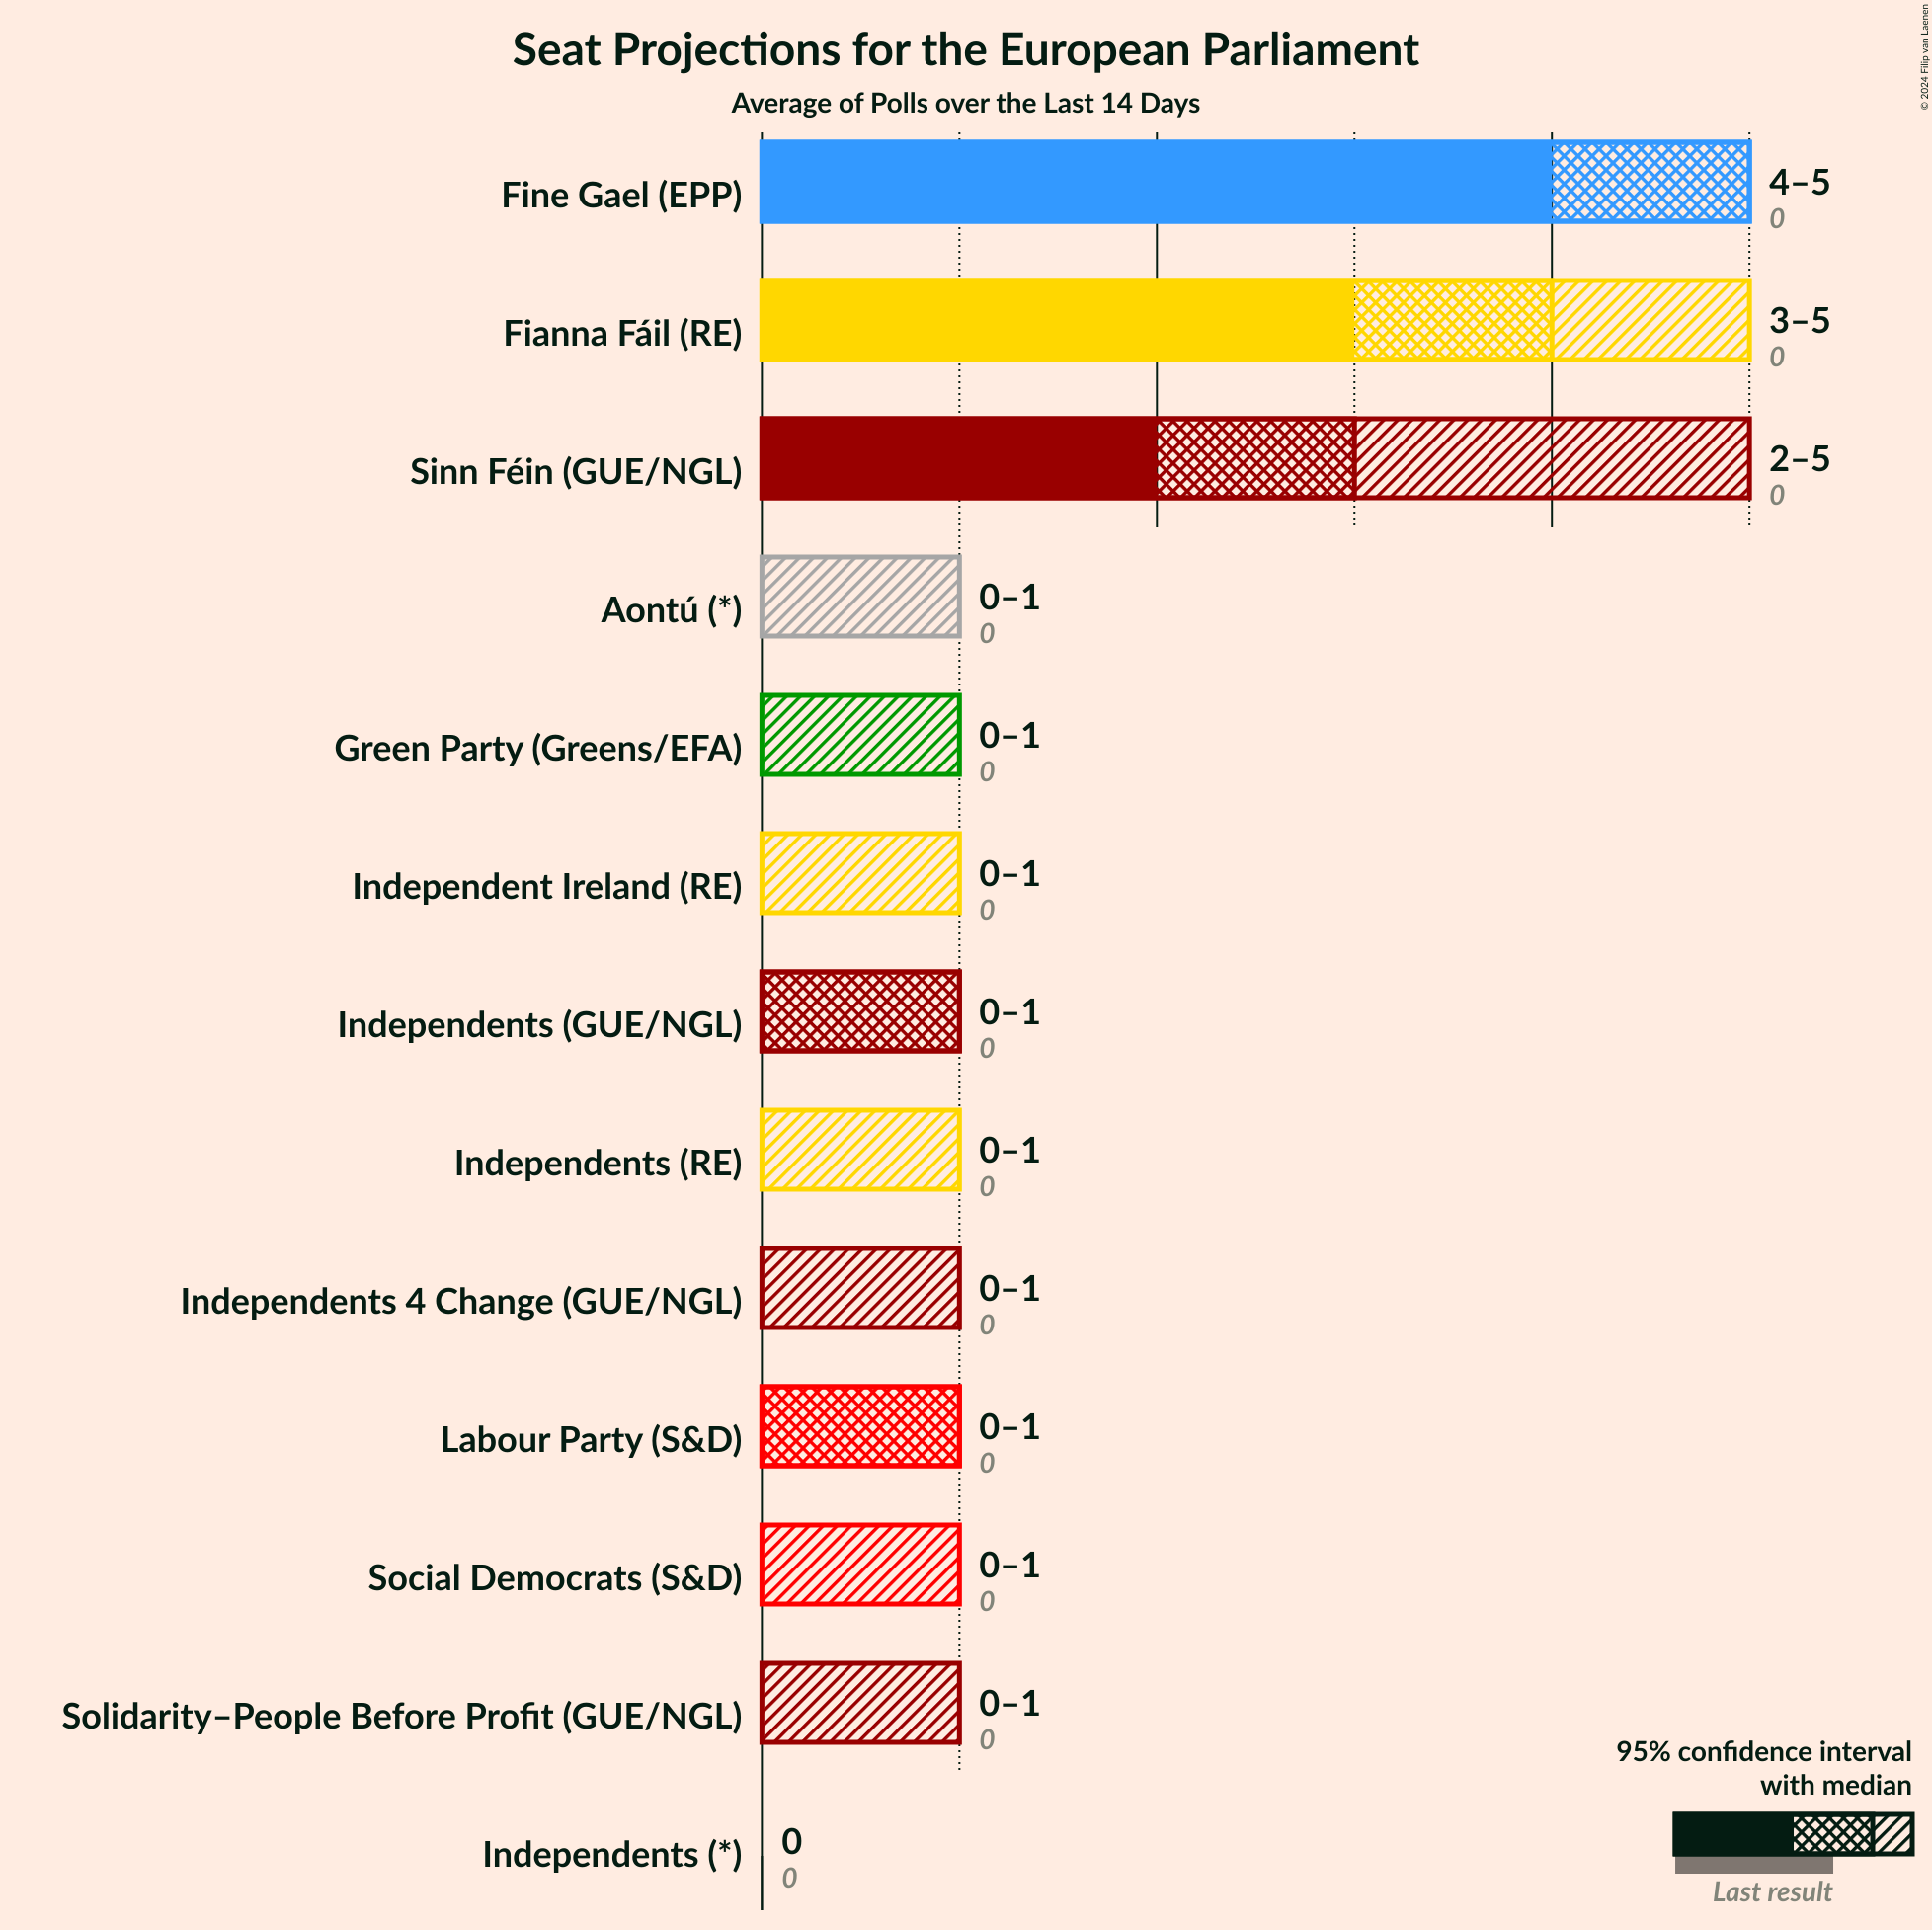 Seat Projections for the European Parliament
Average of Polls over the Last 14 Days
© 2024 Filip van Laenen
Fine Gael (EPP)
4–5
0
Fianna Fáil (RE)
3–5
0
Sinn Féin (GUE/NGL)
2–5
0
Aontú (*)
0–1
0
Green Party (Greens/EFA)
0–1
0
Independent Ireland (RE)
0–1
0
Independents (GUE/NGL)
0–1
0
Independents (RE)
0–1
0
Independents 4 Change (GUE/NGL)
0–1
0
Labour Party (S&D)
0–1
0
Social Democrats (S&D)
0–1
0
Solidarity–People Before Profit (GUE/NGL)
0–1
0
Independents (*)
0
0
95% confidence interval
with median
Last result